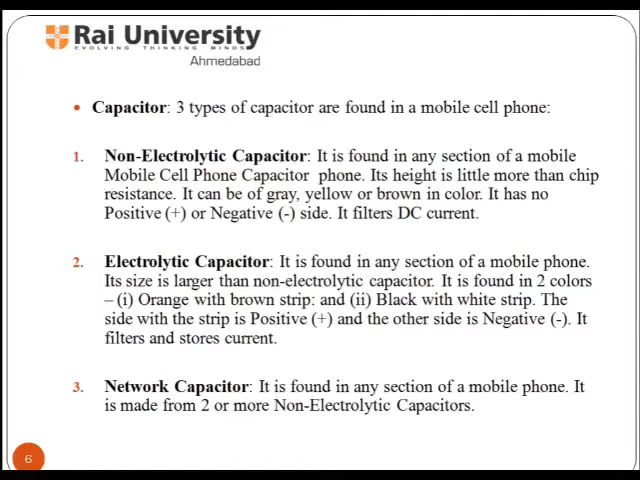 Rai University
EVOLVING THINKING MINDS
Ahmedabad
• Capacitor: 3 types of capacitor are found in a mobile cell phone:
1. Non-Electrolytic Capacitor: It is found in any section of a mobile
Mobile Cell Phone Capacitor phone. Its height is little more than chip
resistance. It can be of gray, yellow or brown in color. It has no
Positive (+) or Negative (-) side. It filters DC current.
2. Electrolytic Capacitor: It is found in any section of a mobile phone.
Its size is larger than non-electrolytic capacitor. It is found in 2 colors
– (i) Orange with brown strip: and (ii) Black with white strip. The
side with the strip is Positive (+) and the other side is Negative (-). It
filters and stores current.
3. Network Capacitor: It is found in any section of a mobile phone. It
is made from 2 or more Non-Electrolytic Capacitors.
6